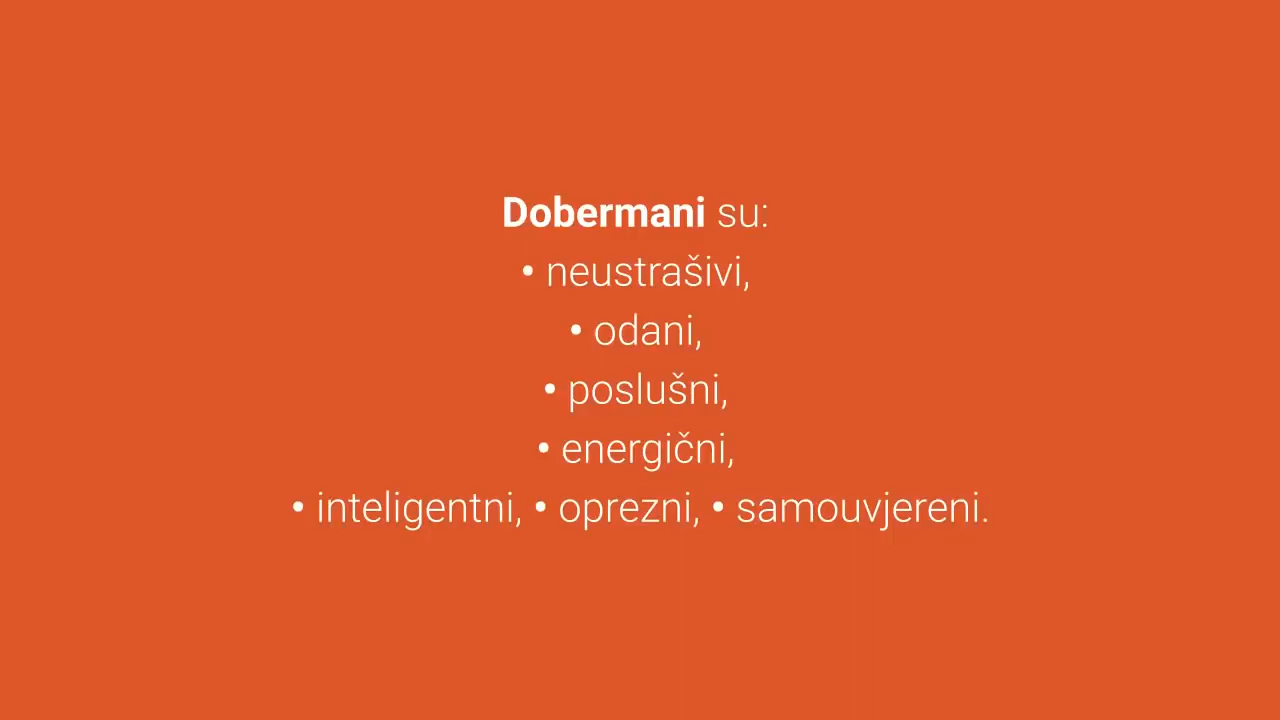 Dobermani su:
• neustrašivi,
• odani,
• poslušni,
• energični,
• inteligentni, • oprezni, • samouvjereni.